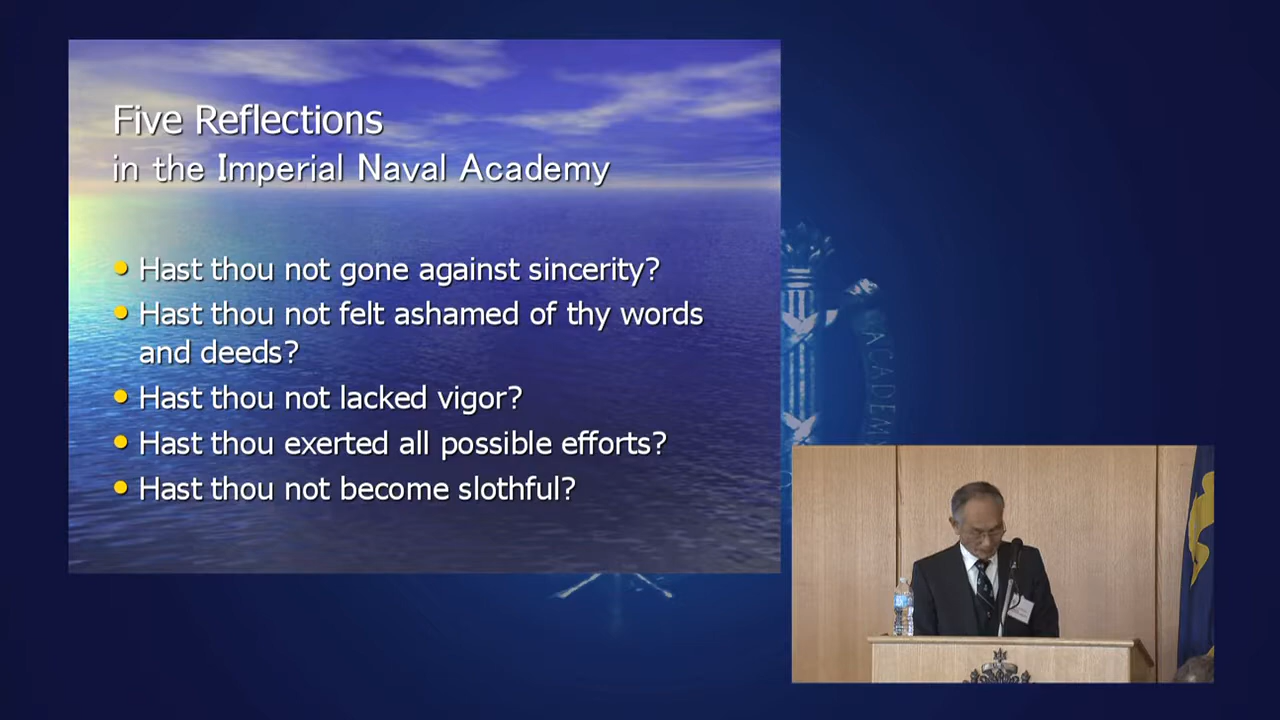 Five Reflections
in the Imperial Naval Academy
• Hast thou not gone against sincerity?
• Hast thou not felt ashamed of thy words
and deeds?
• Hast thou not lacked vigor?
• Hast thou exerted all possible efforts?
• Hast thou not become slothful?